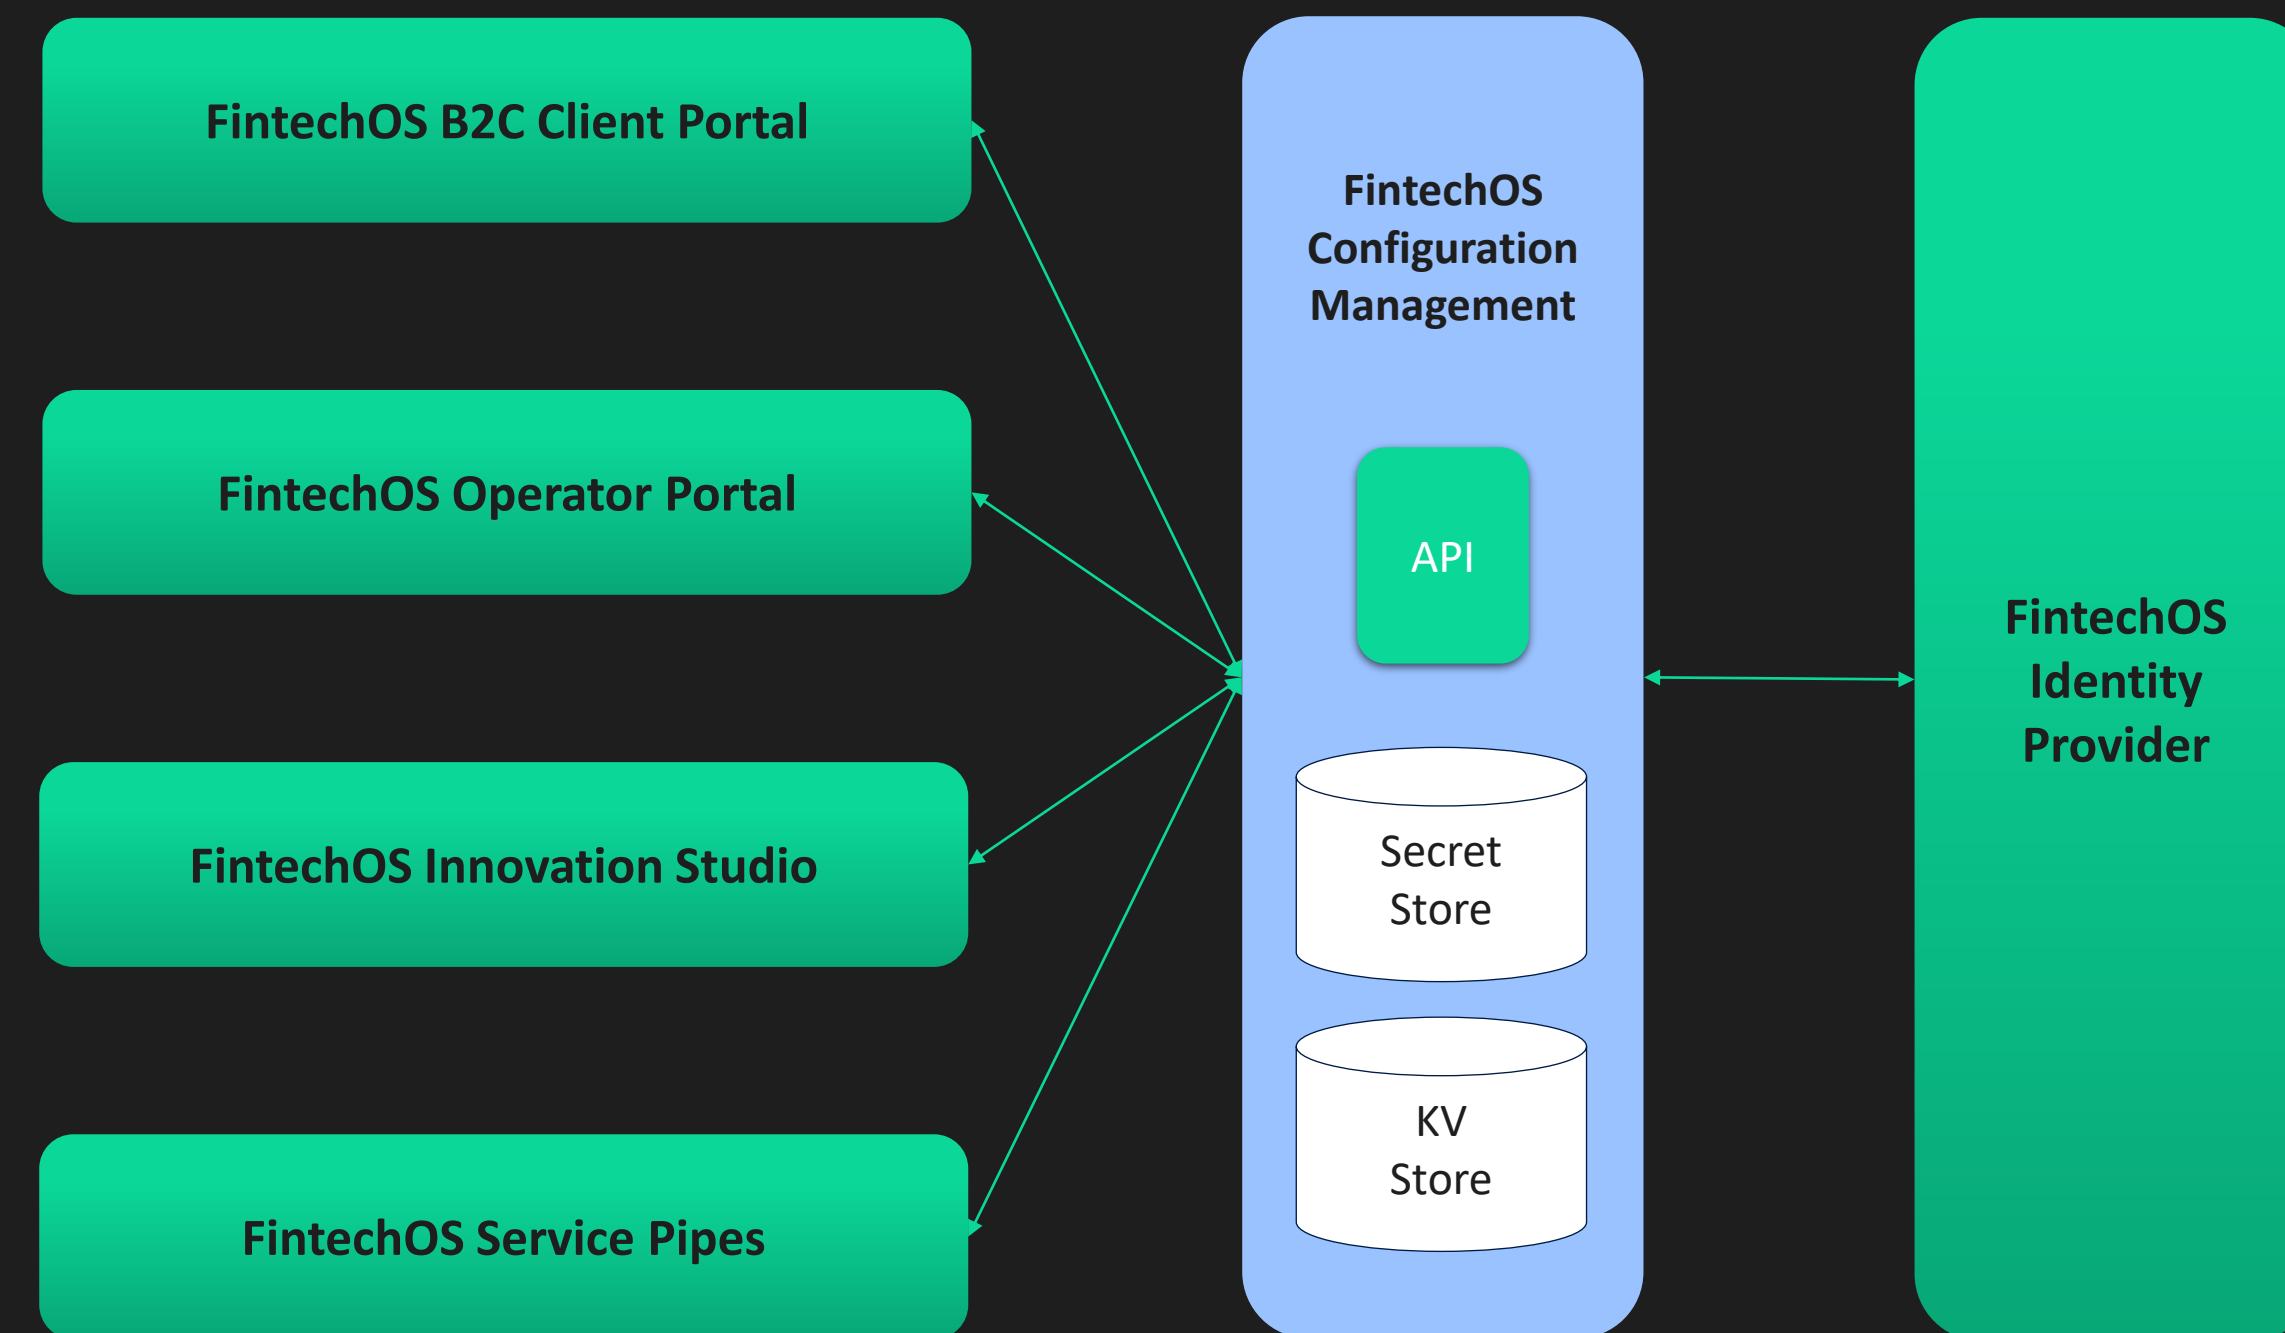 FintechOS B2C Client Portal
FintechOS Operator Portal
FintechOS Innovation Studio
FintechOS Service Pipes
FintechOS
Configuration
Management
API
Secret
Store
KV
Store
FintechOS
Identity
Provider